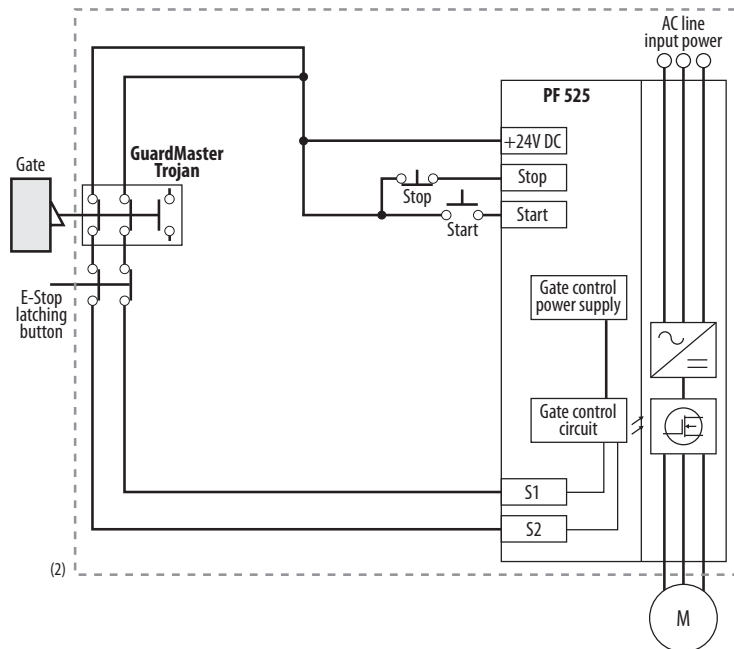 AC line
input power
PF 525
GuardMaster
Trojan
Gate
+24V DC
Stop
Stop
Start
Start
E-Stop
latching
button
Gate control
power supply
Gate control
circuit
S1
S2
(2)
M